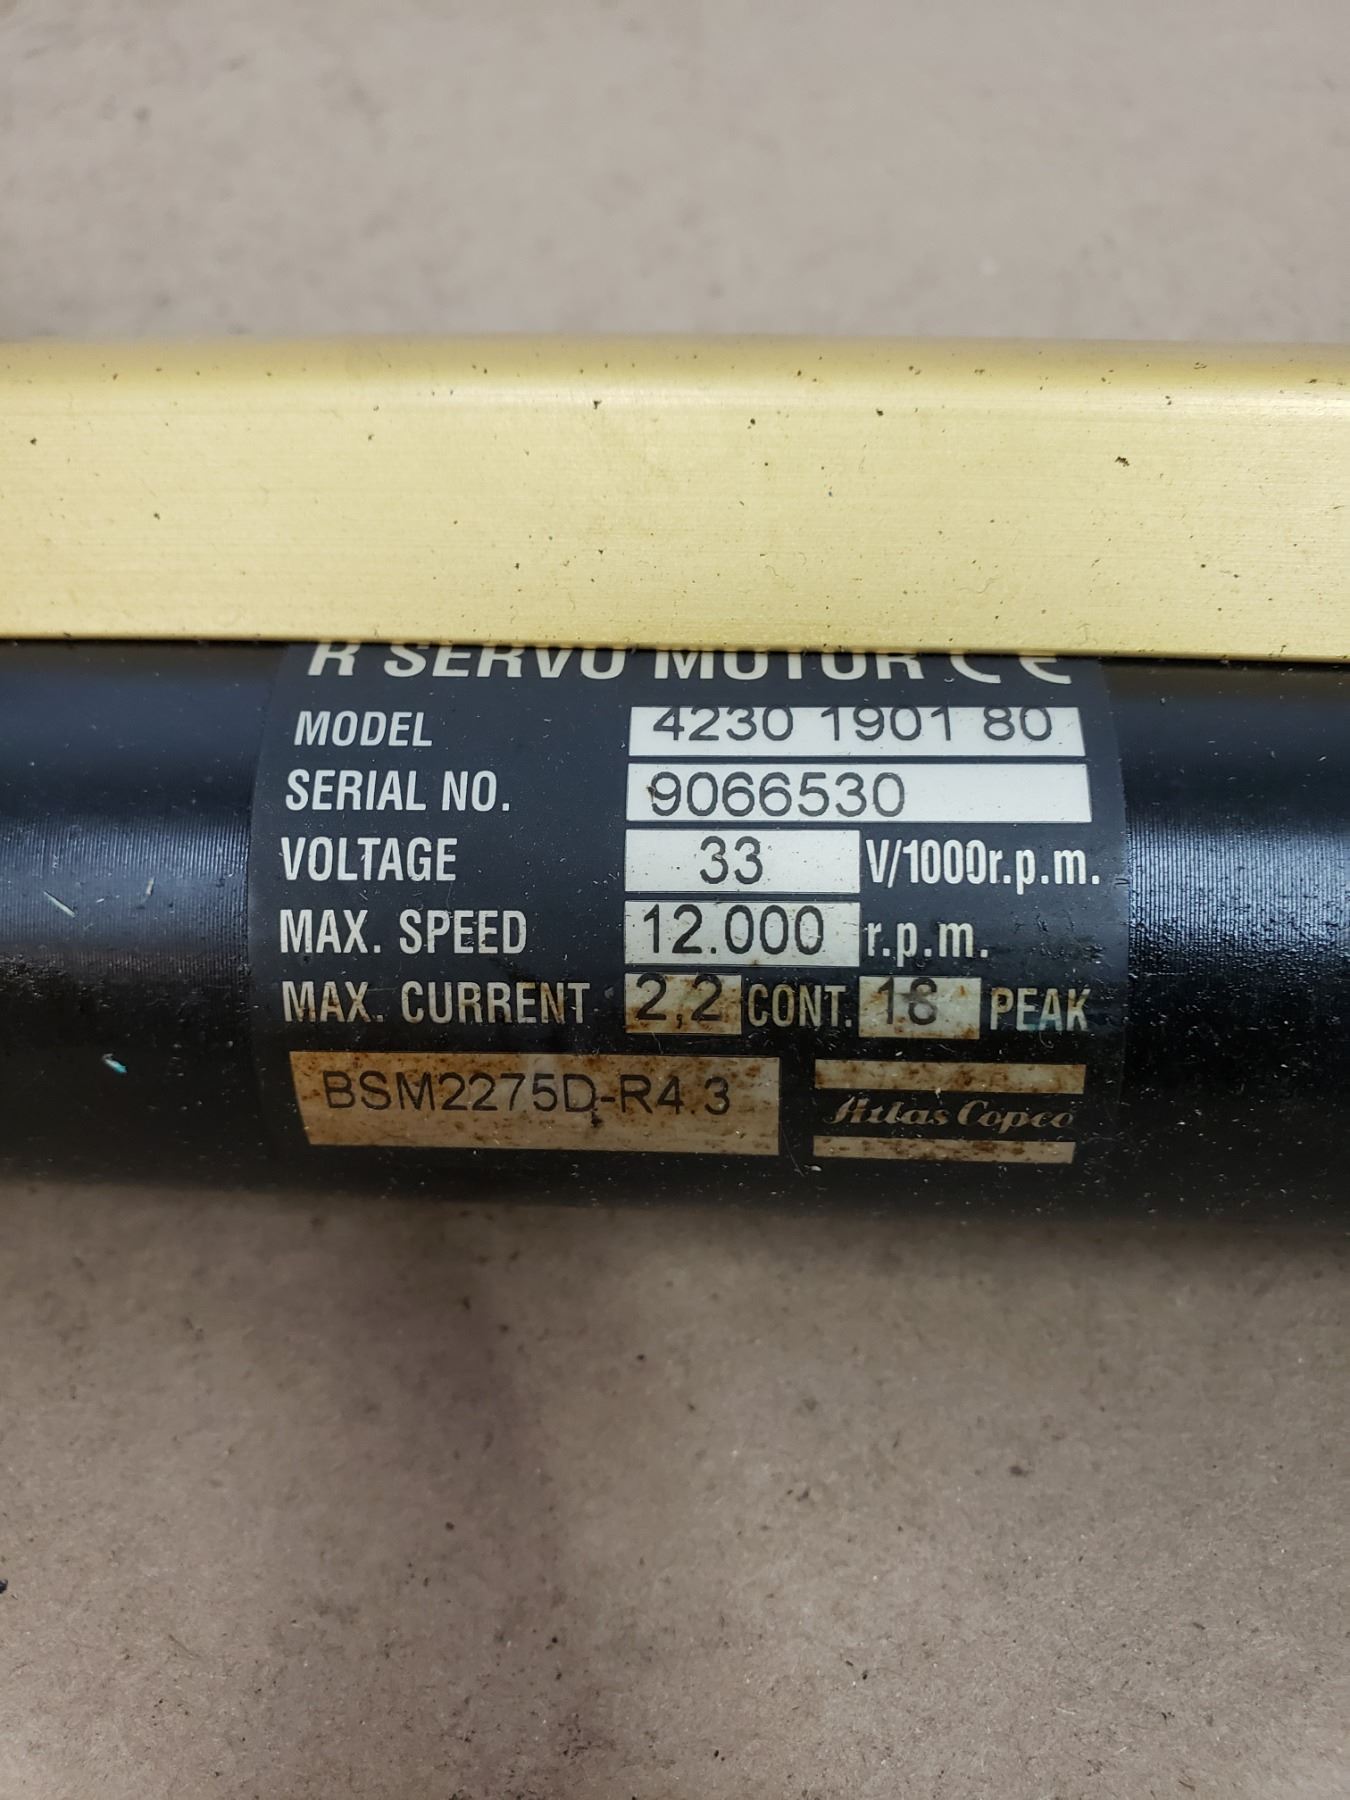 R SERVO MOTOR CE
MODEL 4230 1901 80
SERIAL NO. 9066530
VOLTAGE 33 V/1000r.p.m.
MAX. SPEED 12.000 r.p.m.
MAX. CURRENT 2,2 CONT. 18 PEAK
BSM2275D-R4.3 Atlas Copco